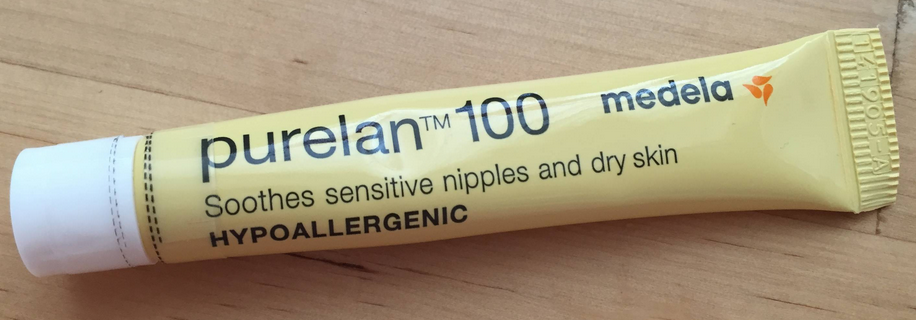 purelan™ 100
medela
Soothes sensitive nipples and dry skin
HYPOALLERGENIC